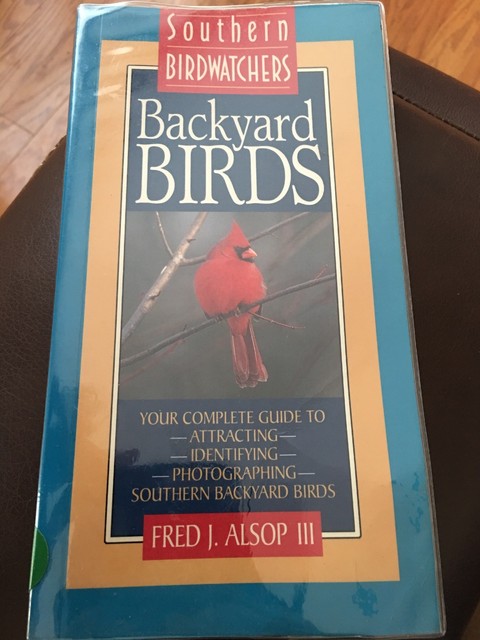 Southern
BIRDWATCHERS
Backyard
BIRDS
YOUR COMPLETE GUIDE TO
—ATTRACTING—
—IDENTIFYING—
—PHOTOGRAPHING—
SOUTHERN BACKYARD BIRDS
FRED J. ALSOP III